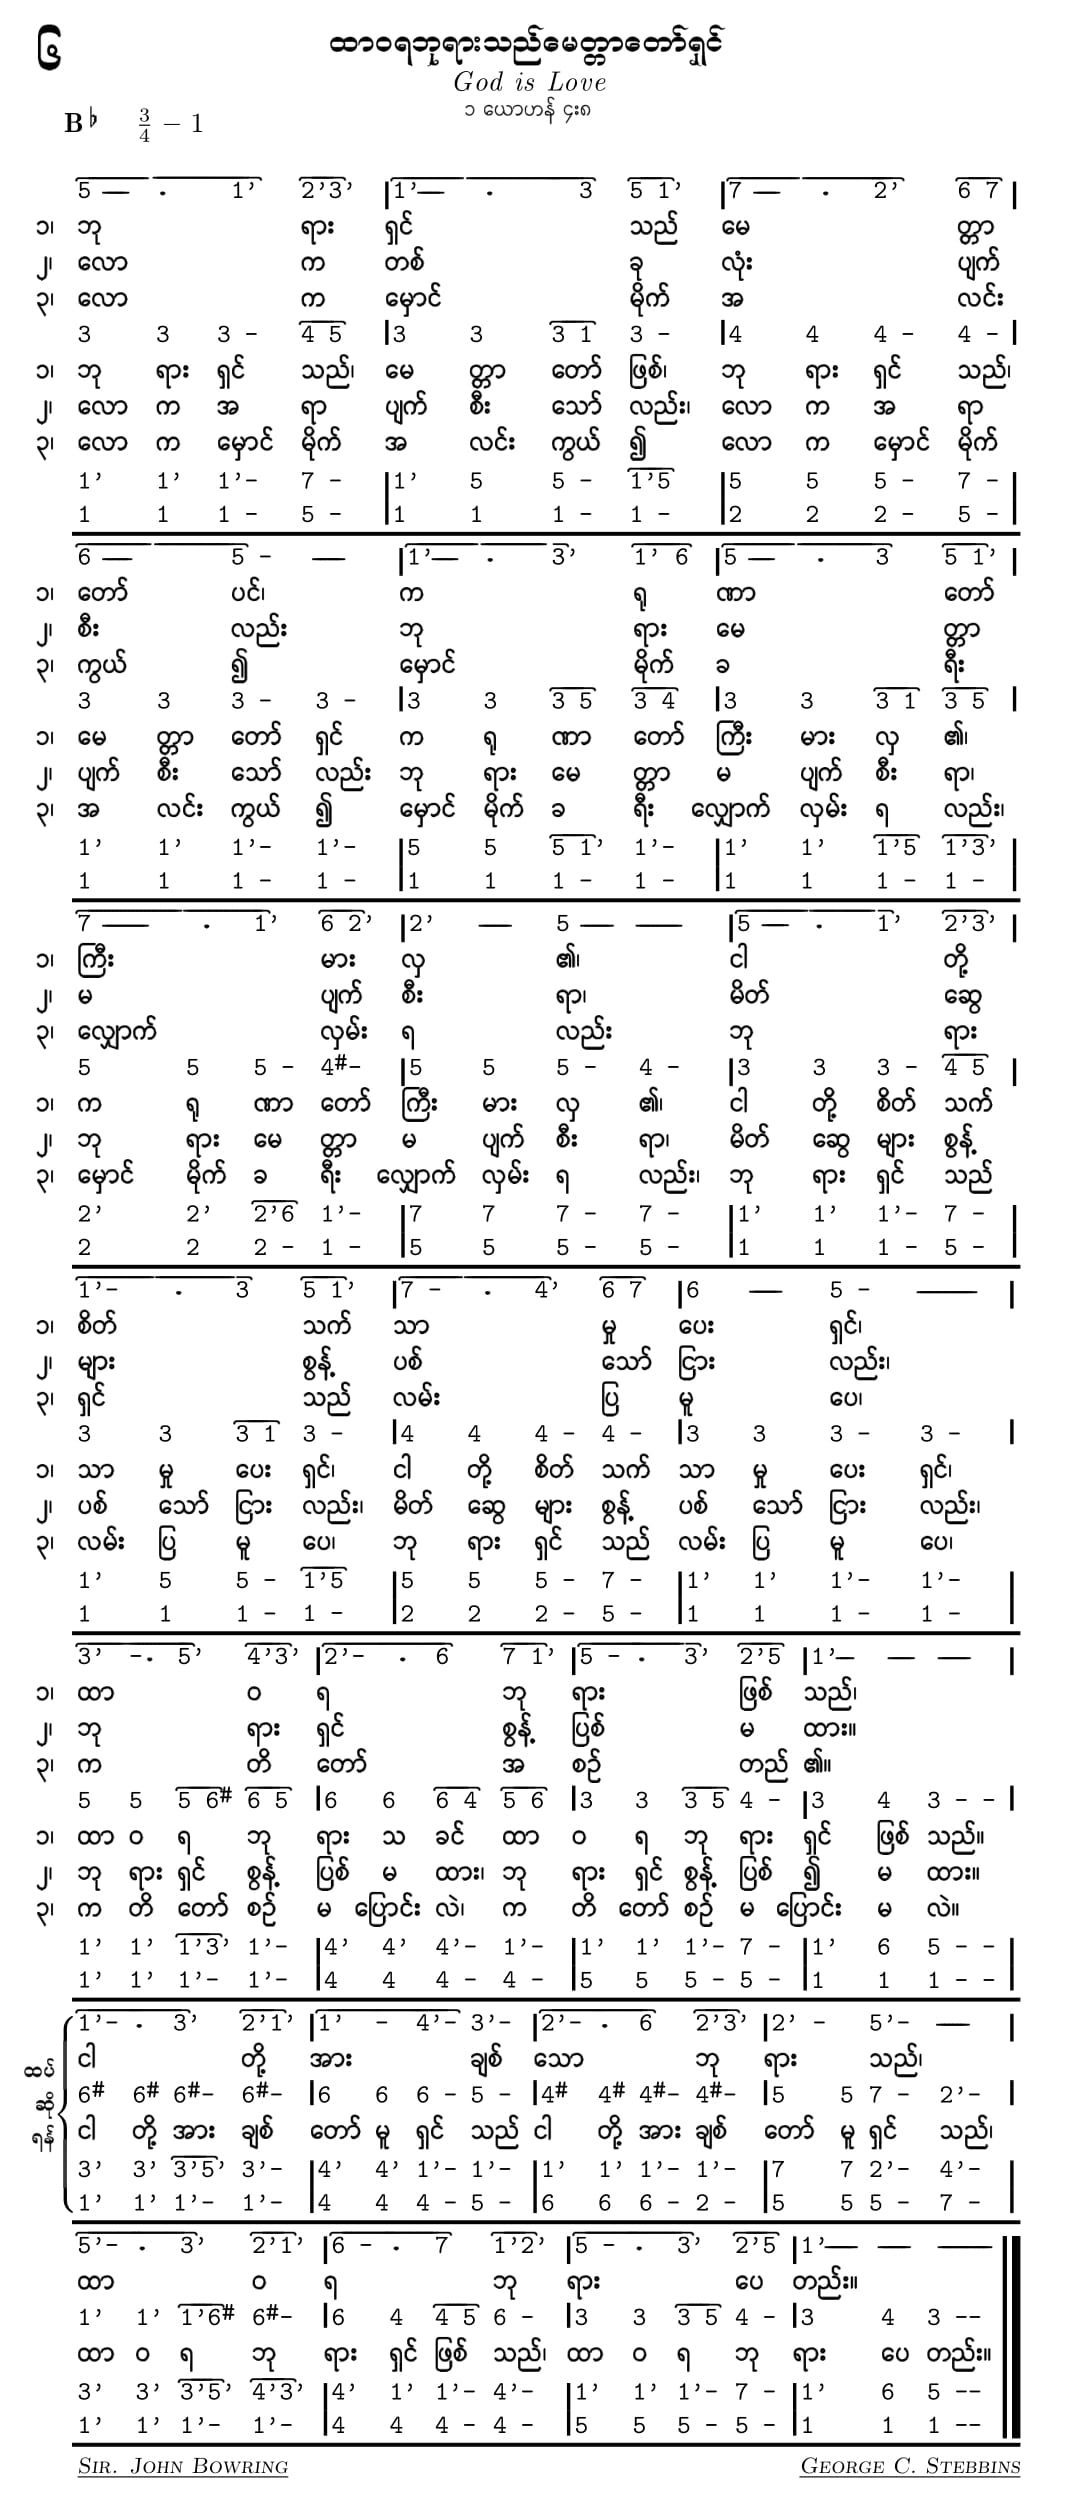 ၆
ထာဝရဘုရားသည်မေတ္တာတော်ရှင်
God is Love
၁ ယောဟန် ၄း၈
B♭ 3/4 – 1
5 — . 1’ 2’3’ |1’— . 3 5 1’ |7 — . 2’ 6 7 |
၁၊ ဘု ရား ရှင် သည် မေ တ္တာ
၂၊ လော က တစ် ခု လုံး ပျက်
၃၊ လော က မှောင် မိုက် အ လင်း
3 3 3 – 4 5 |3 3 3 1 3 – |4 4 4 – 4 – |
၁၊ ဘု ရား ရှင် သည်၊ မေ တ္တာ တော် ဖြစ်၊ ဘု ရား ရှင် သည်၊
၂၊ လော က အ ရာ ပျက် စီး သော် လည်း၊ လော က အ ရာ
၃၊ လော က မှောင် မိုက် အ လင်း ကွယ် ၍ လော က မှောင် မိုက်
1’ 1’ 1’– 7 – |1’ 5 5 – 1’5 |5 5 5 – 7 – |
1 1 1 – 5 – |1 1 1 – 1 – |2 2 2 – 5 – |
6 — 5 – — |1’— . 3’ 1’ 6 |5 — . 3 5 1’ |
၁၊ တော် ပင်၊ က ရု ဏာ တော်
၂၊ စီး လည်း ဘု ရား မေ တ္တာ
၃၊ ကွယ် ၍ မှောင် မိုက် ခ ရီး
3 3 3 – 3 – |3 3 3 5 3 4 |3 3 3 1 3 5 |
၁၊ မေ တ္တာ တော် ရှင် က ရု ဏာ တော် ကြီး မား လှ ၏၊
၂၊ ပျက် စီး သော် လည်း ဘု ရား မေ တ္တာ မ ပျက် စီး ရာ၊
၃၊ အ လင်း ကွယ် ၍ မှောင် မိုက် ခ ရီး လျှောက် လှမ်း ရ လည်း၊
1’ 1’ 1’– 1’– |5 5 5 1’ 1’– |1’ 1’ 1’5 1’3’ |
1 1 1 – 1 – |1 1 1 – 1 – |1 1 1 – 1 – |
7 — . 1’ 6 2’ |2’ — 5 — — |5 — . 1’ 2’3’ |
၁၊ ကြီး မား လှ ၏၊ ငါ တို့
၂၊ မ ပျက် စီး ရာ၊ မိတ် ဆွေ
၃၊ လျှောက် လှမ်း ရ လည်း ဘု ရား
5 5 5 – 4#– |5 5 5 – 4 – |3 3 3 – 4 5 |
၁၊ က ရု ဏာ တော် ကြီး မား လှ ၏၊ ငါ တို့ စိတ် သက်
၂၊ ဘု ရား မေ တ္တာ မ ပျက် စီး ရာ၊ မိတ် ဆွေ များ စွန့်
၃၊ မှောင် မိုက် ခ ရီး လျှောက် လှမ်း ရ လည်း၊ ဘု ရား ရှင် သည်
2’ 2’ 2’6 1’– |7 7 7 – 7 – |1’ 1’ 1’– 7 – |
2 2 2 – 1 – |5 5 5 – 5 – |1 1 1 – 5 – |
1’– . 3 5 1’ |7 – . 4’ 6 7 |6 — 5 – — |
၁၊ စိတ် သက် သာ မှု ပေး ရှင်၊
၂၊ များ စွန့် ပစ် သော် ငြား လည်း၊
၃၊ ရှင် သည် လမ်း ပြ မူ ပေ၊
3 3 3 1 3 – |4 4 4 – 4 – |3 3 3 – 3 – |
၁၊ သာ မှု ပေး ရှင်၊ ငါ တို့ စိတ် သက် သာ မှု ပေး ရှင်၊
၂၊ ပစ် သော် ငြား လည်း၊ မိတ် ဆွေ များ စွန့် ပစ် သော် ငြား လည်း၊
၃၊ လမ်း ပြ မူ ပေ၊ ဘု ရား ရှင် သည် လမ်း ပြ မူ ပေ၊
1’ 5 5 – 1’5 |5 5 5 – 7 – |1’ 1’ 1’– 1’– |
1 1 1 – 1 – |2 2 2 – 5 – |1 1 1 – 1 – |
3’ –. 5’ 4’3’ |2’– . 6 7 1’ |5 – . 3’ 2’5 |1’— — — |
၁၊ ထာ ဝ ရ ဘု ရား ဖြစ် သည်၊
၂၊ ဘု ရား ရှင် စွန့် ပြစ် မ ထား။
၃၊ က တိ တော် အ စဉ် တည် ၏။
5 5 5 6# 6 5 |6 6 6 4 5 6 |3 3 3 5 4 – |3 4 3 – – |
၁၊ ထာ ဝ ရ ဘု ရား သ ခင် ထာ ဝ ရ ဘု ရား ရှင် ဖြစ် သည်။
၂၊ ဘု ရား ရှင် စွန့် ပြစ် မ ထား၊ ဘု ရား ရှင် စွန့် ပြစ် ၍ မ ထား။
၃၊ က တိ တော် စဉ် မ ပြောင်း လဲ၊ က တိ တော် စဉ် မ ပြောင်း မ လဲ။
1’ 1’ 1’3’ 1’– |4’ 4’ 4’– 1’– |1’ 1’ 1’– 7 – |1’ 6 5 – – |
1’ 1’ 1’– 1’– |4 4 4 – 4 – |5 5 5 – 5 – |1 1 1 – – |
ထပ် ဆို ရန်
1’– . 3’ 2’1’ |1’ – 4’– 3’– |2’– . 6 2’3’ |2’ – 5’– — |
ငါ တို့ အား ချစ် သော ဘု ရား သည်၊
6# 6# 6#– 6#– |6 6 6 – 5 – |4# 4# 4#– 4#– |5 5 7 – 2’– |
ငါ တို့ အား ချစ် တော် မူ ရှင် သည် ငါ တို့ အား ချစ် တော် မူ ရှင် သည်၊
3’ 3’ 3’5’ 3’– |4’ 4’ 1’– 1’– |1’ 1’ 1’– 1’– |7 7 2’– 4’– |
1’ 1’ 1’– 1’– |4 4 4 – 5 – |6 6 6 – 2 – |5 5 5 – 7 – |
5’– . 3’ 2’1’ |6 – . 7 1’2’ |5 – . 3’ 2’5 |1’— — —
ထာ ဝ ရ ဘု ရား ပေ တည်း။
1’ 1’ 1’6# 6#– |6 4 4 5 6 – |3 3 3 5 4 – |3 4 3 ––
ထာ ဝ ရ ဘု ရား ရှင် ဖြစ် သည်၊ ထာ ဝ ရ ဘု ရား ပေ တည်း။
3’ 3’ 3’5’ 4’3’ |4’ 1’ 1’– 4’– |1’ 1’ 1’– 7 – |1’ 6 5 ––
1’ 1’ 1’– 1’– |4 4 4 – 4 – |5 5 5 – 5 – |1 1 1 ––
Sir. John Bowring George C. Stebbins